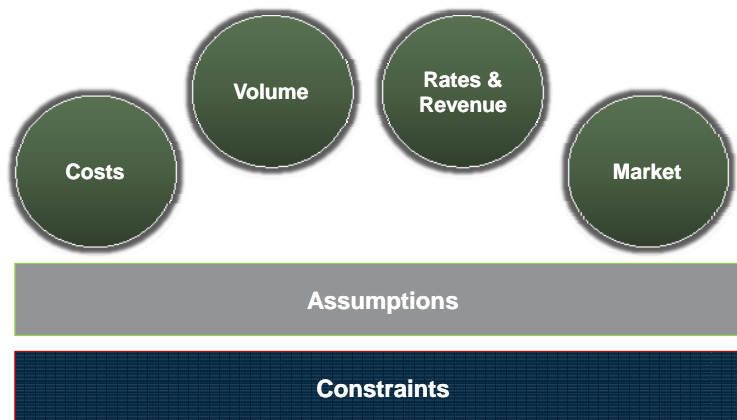 Volume
Rates &
Revenue
Costs
Market
Assumptions
Constraints